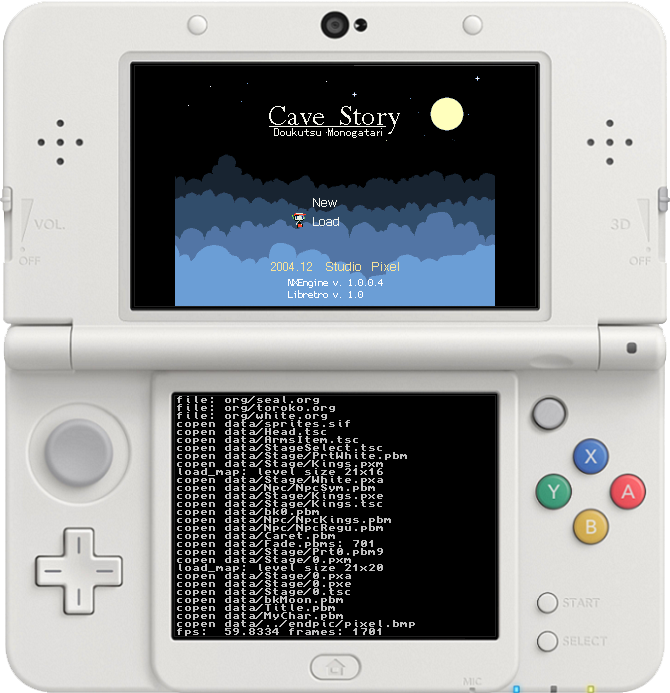 Cave Story
Doukutsu Monogatari
New
VOL.
3D
Load
OFF
OFF
2004.12 Studio Pixel
NXEngine v. 1.0.0.4
Libretro v. 1.0
file: org/seal.org
file: org/toroko.org
file: org/white.org
copen data/sprites.sif
copen data/Head.tsc
copen data/ArmsItem.tsc
copen data/StageSelect.tsc
copen data/Stage/PrtWhite.pbm
copen data/Stage/Kings.pxm
load_map: level size 21x16
copen data/Stage/White.pxa
copen data/Npc/NpcSym.pbm
copen data/Stage/Kings.pxe
copen data/Stage/Kings.tsc
copen data/bk0.pbm
copen data/Npc/NpcKings.pbm
copen data/Npc/NpcRegu.pbm
copen data/Caret.pbm
copen data/Fade.pbms: 701
copen data/Stage/Prt0.pbm9
copen data/Stage/0.pxm
load_map: level size 21x20
copen data/Stage/0.pxa
copen data/Stage/0.pxe
copen data/Stage/0.tsc
copen data/bkMoon.pbm
copen data/Title.pbm
copen data/MyChar.pbm
copen data/../endpic/pixel.bmp
fps: 59.8334 frames: 1701
X
Y
A
B
START
SELECT
MIC